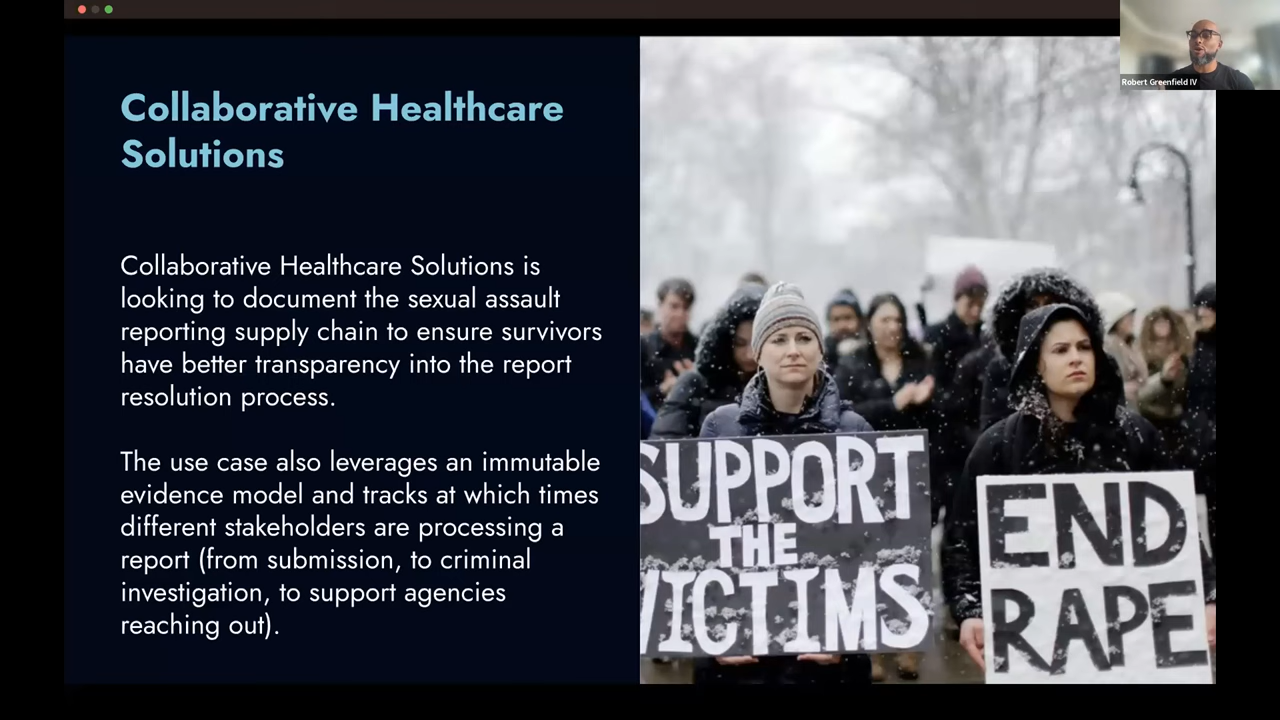 Collaborative Healthcare
Solutions
Collaborative Healthcare Solutions is
looking to document the sexual assault
reporting supply chain to ensure survivors
have better transparency into the report
resolution process.
The use case also leverages an immutable
evidence model and tracks at which times
different stakeholders are processing a
report (from submission, to criminal
investigation, to support agencies
reaching out).
SUPPORT
THE
VICTIMS
END
RAPE
Robert Greenfield IV